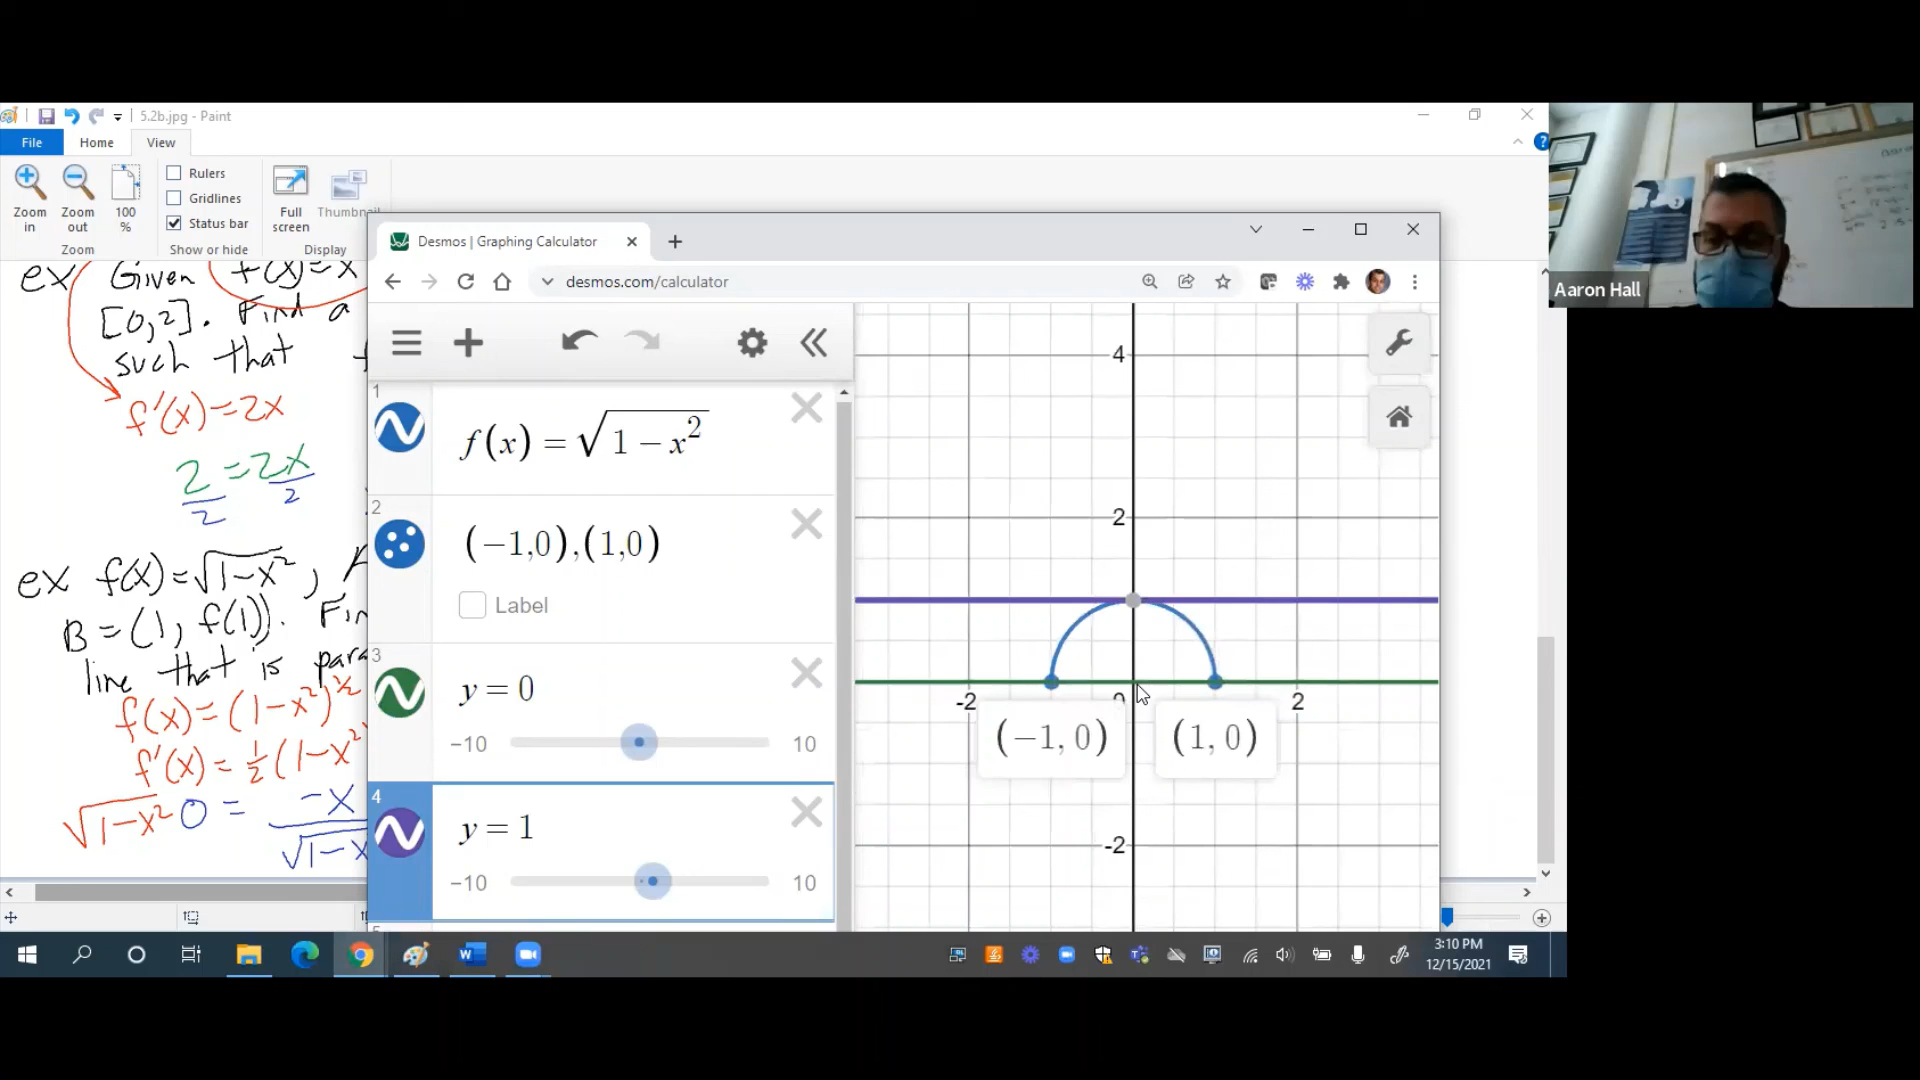 5.2b.jpg - Paint
File Home View
Zoom in
Zoom out
100 %
Rulers
Gridlines
Status bar
Full screen
Thumbnail
Zoom
Show or hide
Display
ex Given f(x)=x
[0,2]. Find a
such that f
f'(x)=2x
2 = 2x
2 2
ex f(x)=√1-x² , A
B = (1, f(1)). Fin
line that is para
f(x)=(1-x²)^½
f'(x)=½(1-x²)
√1-x² 0 = -x
√1-x
Desmos | Graphing Calculator
desmos.com/calculator
1
f(x) = √1 − x²
2
(−1,0),(1,0)
Label
3
y = 0
−10 10
4
y = 1
−10 10
5
4
2
-2 0 2
(−1, 0) (1, 0)
-2
Aaron Hall
3:10 PM
12/15/2021